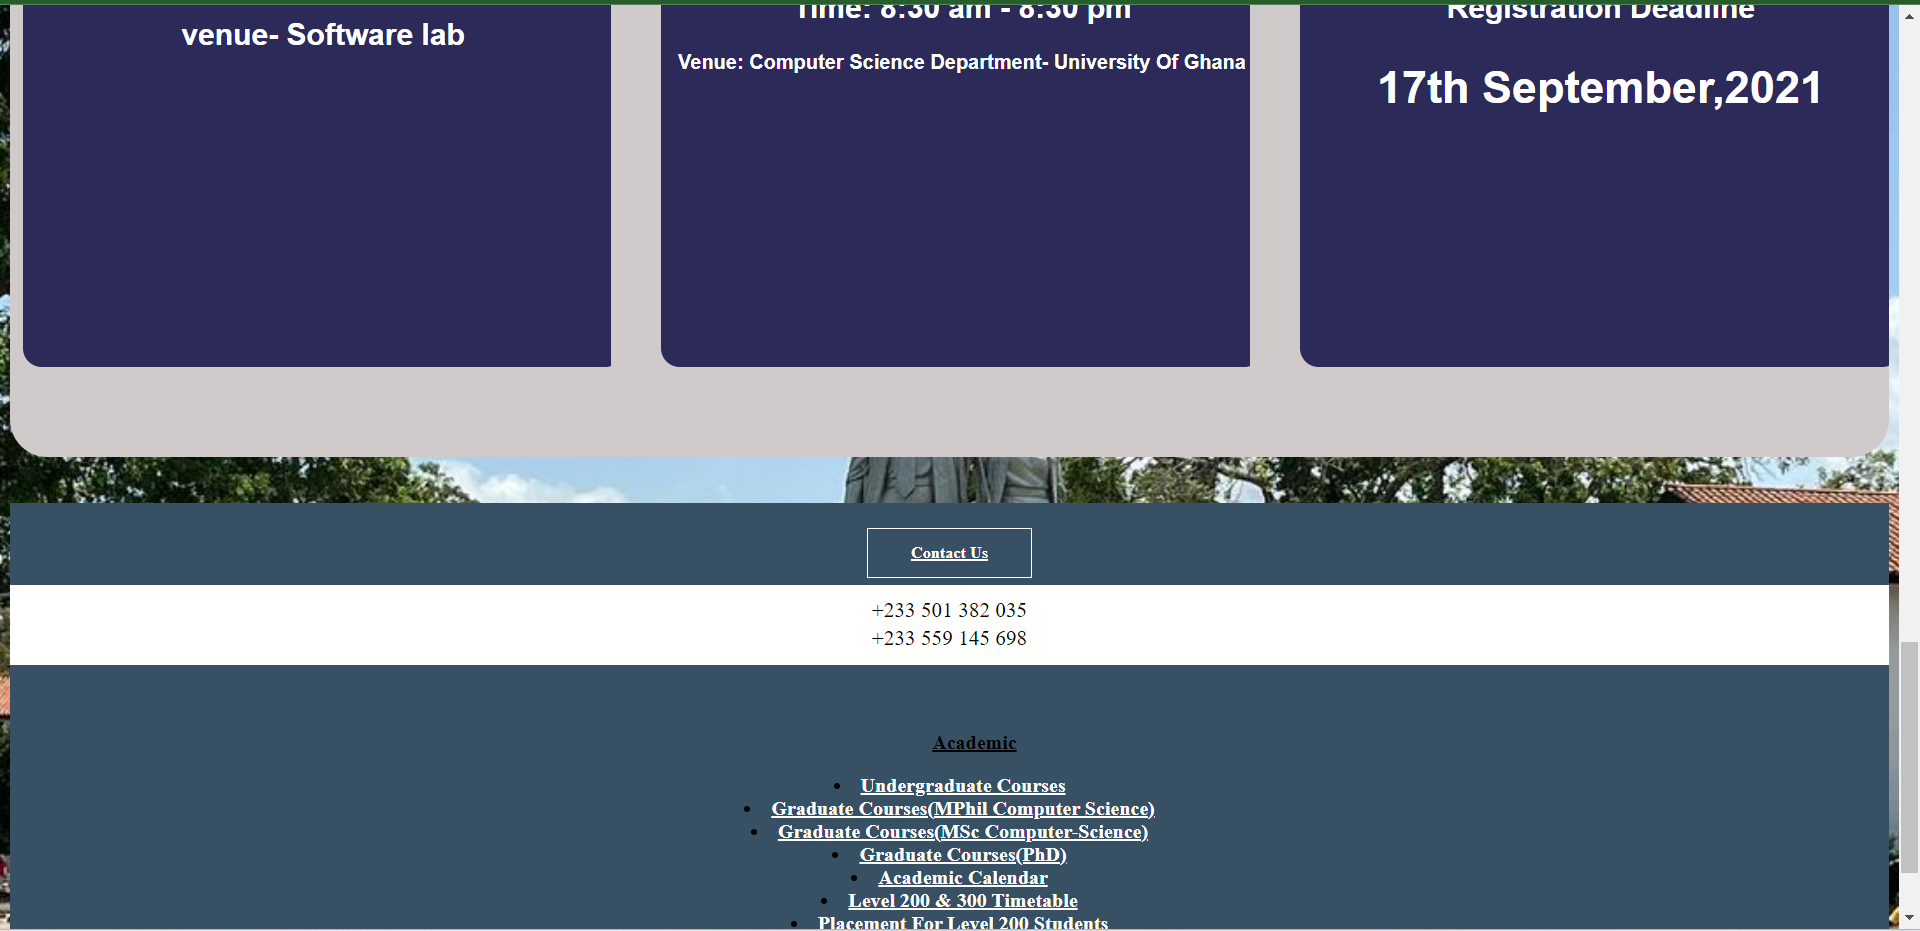 venue- Software lab
Time: 8:30 am - 8:30 pm
Venue: Computer Science Department- University Of Ghana
Registration Deadline
17th September,2021
Contact Us
+233 501 382 035
+233 559 145 698
Academic
Undergraduate Courses
Graduate Courses(MPhil Computer Science)
Graduate Courses(MSc Computer-Science)
Graduate Courses(PhD)
Academic Calendar
Level 200 & 300 Timetable
Placement For Level 200 Students